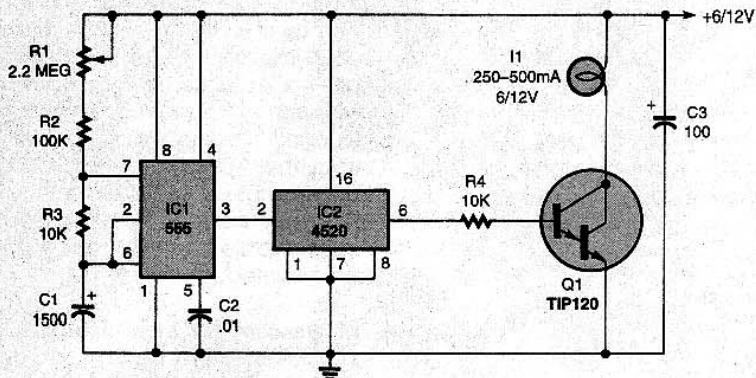 +6/12V
R1
2.2 MEG
I1
.250–500mA
6/12V
+
C3
100
R2
100K
8
4
7
16
R4
10K
R3
10K
2
IC1
555
3
2
IC2
4520
6
6
1
7
8
C1
+
1500
1
5
C2
.01
Q1
TIP120